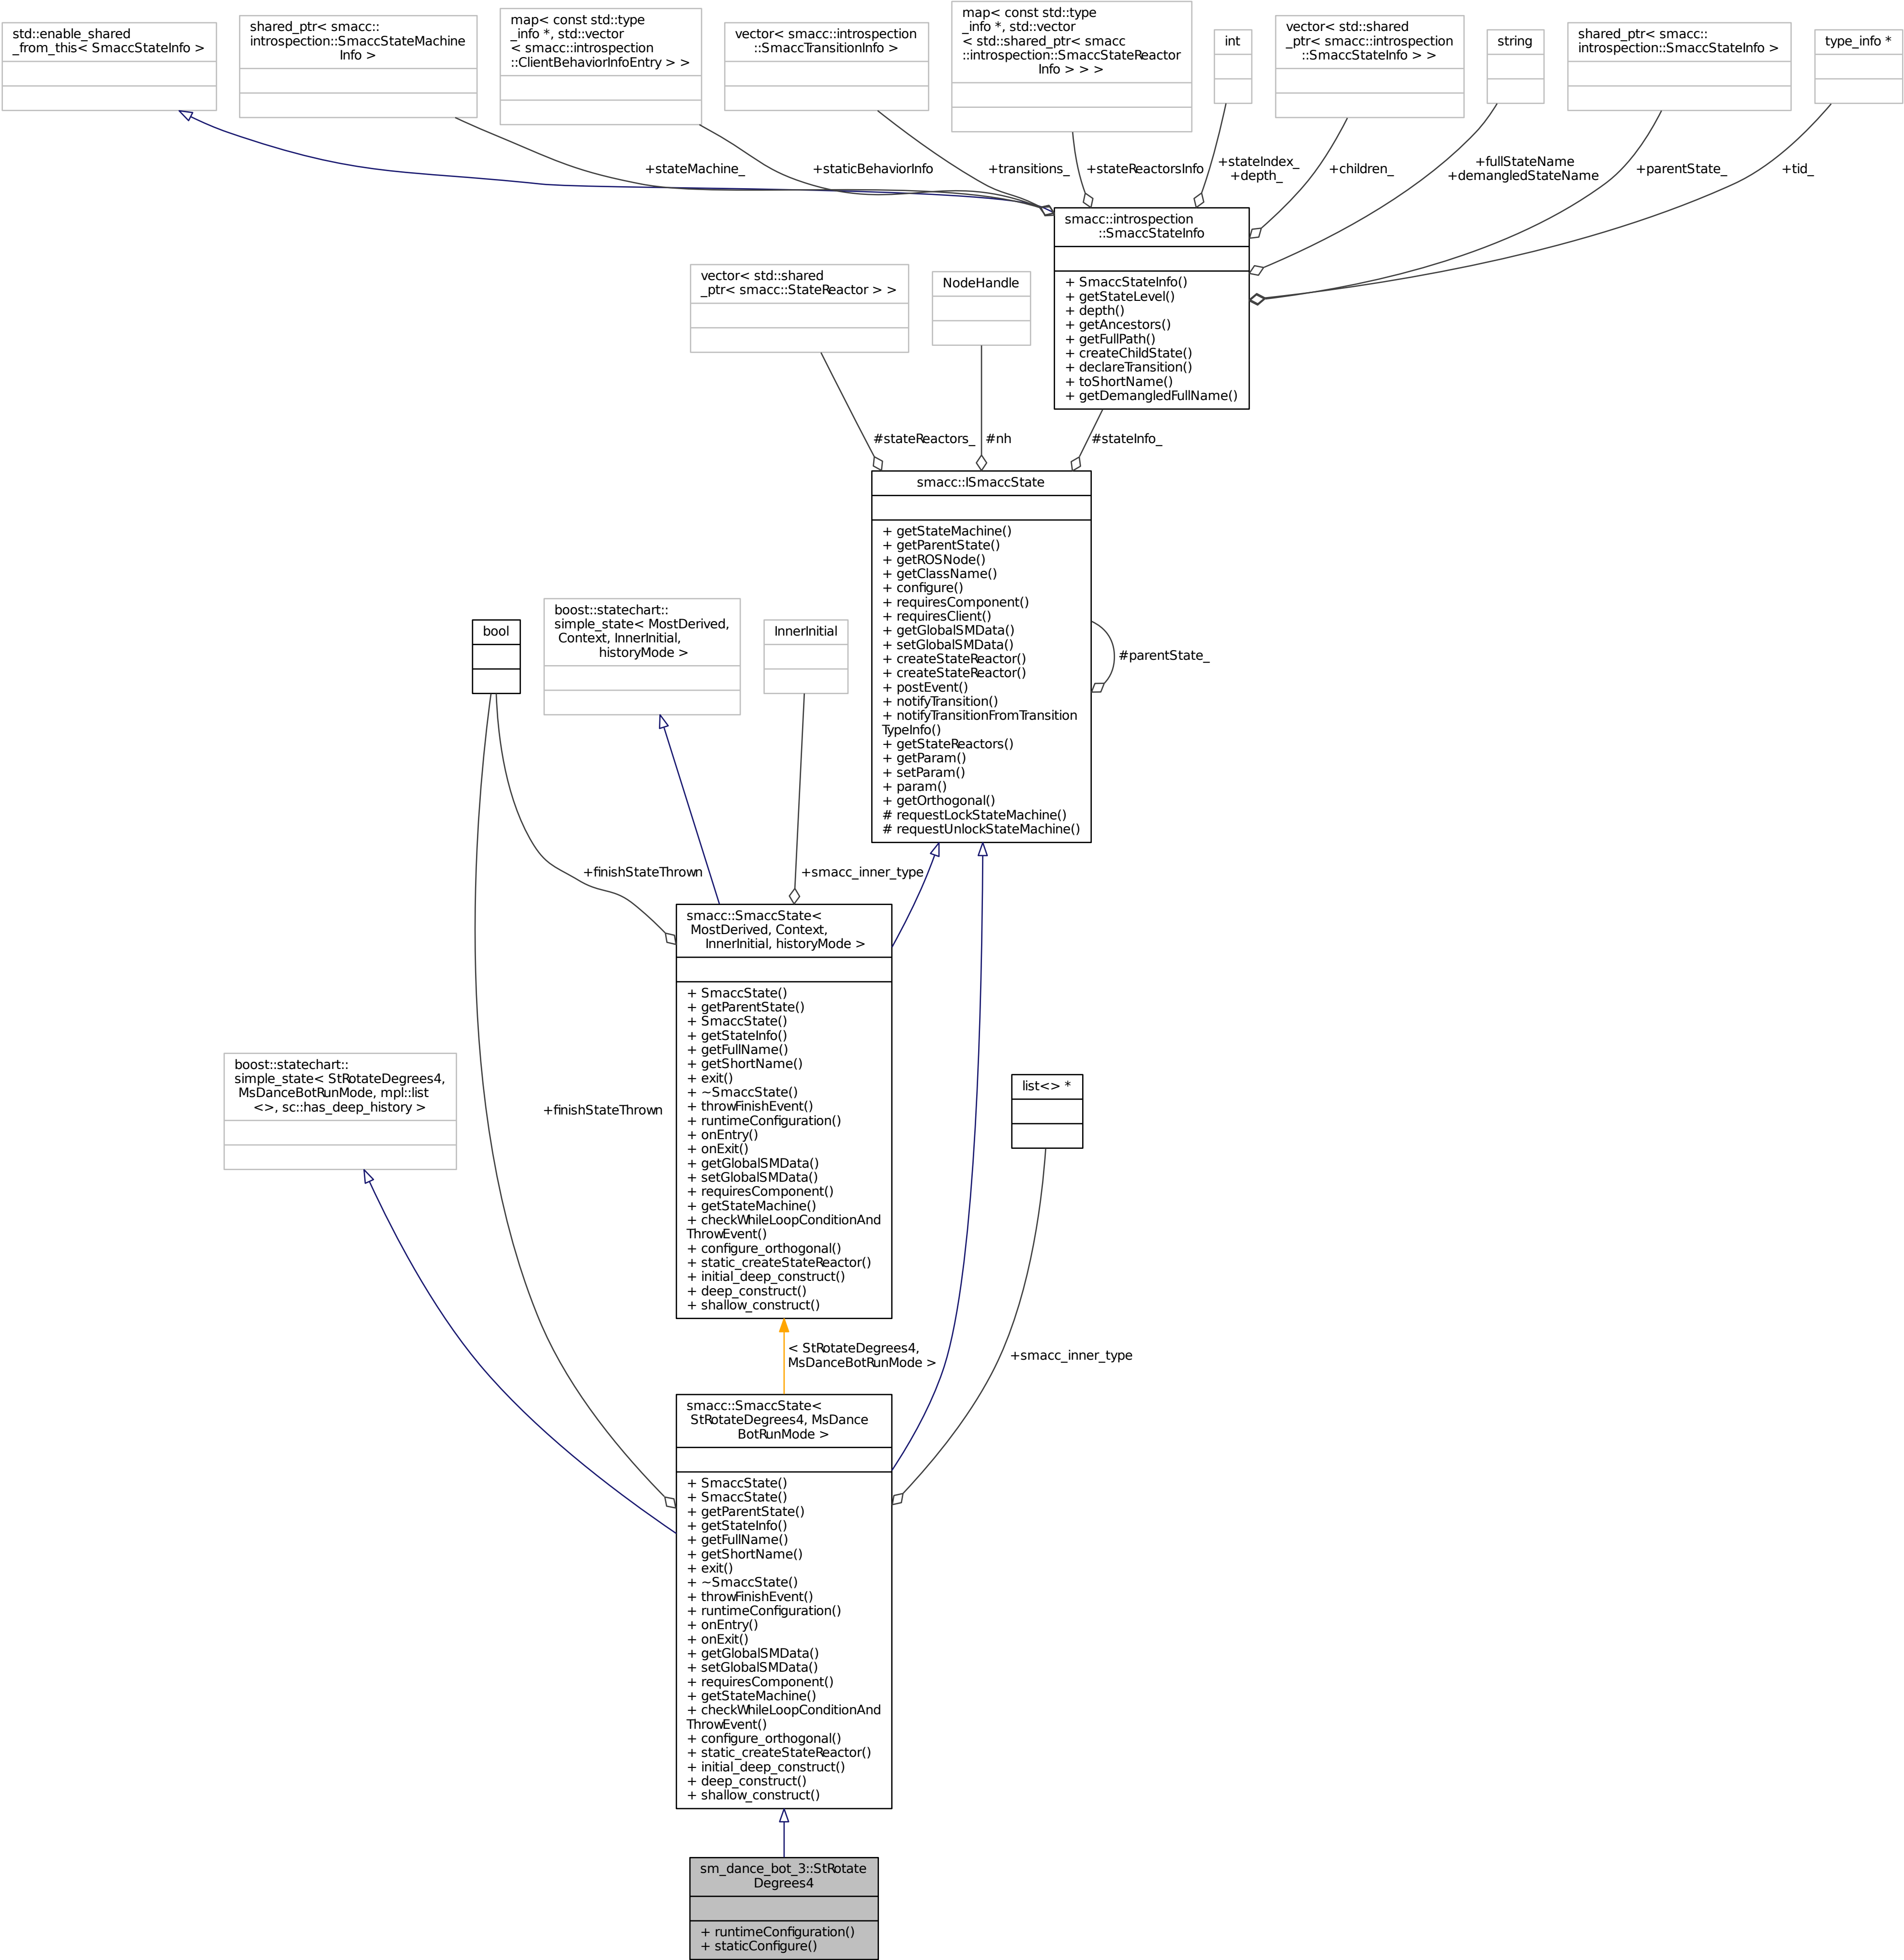 std::enable_shared
_from_this< SmaccStateInfo >
shared_ptr< smacc::
introspection::SmaccStateMachine
Info >
map< const std::type
_info *, std::vector
< smacc::introspection
::ClientBehaviorInfoEntry > >
vector< smacc::introspection
::SmaccTransitionInfo >
map< const std::type
_info *, std::vector
< std::shared_ptr< smacc
::introspection::SmaccStateReactor
Info > > >
int
vector< std::shared
_ptr< smacc::introspection
::SmaccStateInfo > >
string
shared_ptr< smacc::
introspection::SmaccStateInfo >
type_info *
+stateMachine_
+staticBehaviorInfo
+transitions_
+stateReactorsInfo
+stateIndex_
+depth_
+children_
+fullStateName
+demangledStateName
+parentState_
+tid_
smacc::introspection
::SmaccStateInfo
+ SmaccStateInfo()
+ getStateLevel()
+ depth()
+ getAncestors()
+ getFullPath()
+ createChildState()
+ declareTransition()
+ toShortName()
+ getDemangledFullName()
vector< std::shared
_ptr< smacc::StateReactor > >
NodeHandle
#stateReactors_
#nh
#stateInfo_
smacc::ISmaccState
+ getStateMachine()
+ getParentState()
+ getROSNode()
+ getClassName()
+ configure()
+ requiresComponent()
+ requiresClient()
+ getGlobalSMData()
+ setGlobalSMData()
+ createStateReactor()
+ createStateReactor()
+ postEvent()
+ notifyTransition()
+ notifyTransitionFromTransition
TypeInfo()
+ getStateReactors()
+ getParam()
+ setParam()
+ param()
+ getOrthogonal()
# requestLockStateMachine()
# requestUnlockStateMachine()
#parentState_
bool
boost::statechart::
simple_state< MostDerived,
Context, InnerInitial,
historyMode >
InnerInitial
+finishStateThrown
+smacc_inner_type
smacc::SmaccState<
MostDerived, Context,
InnerInitial, historyMode >
+ SmaccState()
+ getParentState()
+ SmaccState()
+ getStateInfo()
+ getFullName()
+ getShortName()
+ exit()
+ ~SmaccState()
+ throwFinishEvent()
+ runtimeConfiguration()
+ onEntry()
+ onExit()
+ getGlobalSMData()
+ setGlobalSMData()
+ requiresComponent()
+ getStateMachine()
+ checkWhileLoopConditionAnd
ThrowEvent()
+ configure_orthogonal()
+ static_createStateReactor()
+ initial_deep_construct()
+ deep_construct()
+ shallow_construct()
boost::statechart::
simple_state< StRotateDegrees4,
MsDanceBotRunMode, mpl::list
<>, sc::has_deep_history >
+finishStateThrown
list<> *
< StRotateDegrees4,
MsDanceBotRunMode >
+smacc_inner_type
smacc::SmaccState<
StRotateDegrees4, MsDance
BotRunMode >
+ SmaccState()
+ SmaccState()
+ getParentState()
+ getStateInfo()
+ getFullName()
+ getShortName()
+ exit()
+ ~SmaccState()
+ throwFinishEvent()
+ runtimeConfiguration()
+ onEntry()
+ onExit()
+ getGlobalSMData()
+ setGlobalSMData()
+ requiresComponent()
+ getStateMachine()
+ checkWhileLoopConditionAnd
ThrowEvent()
+ configure_orthogonal()
+ static_createStateReactor()
+ initial_deep_construct()
+ deep_construct()
+ shallow_construct()
sm_dance_bot_3::StRotate
Degrees4
+ runtimeConfiguration()
+ staticConfigure()